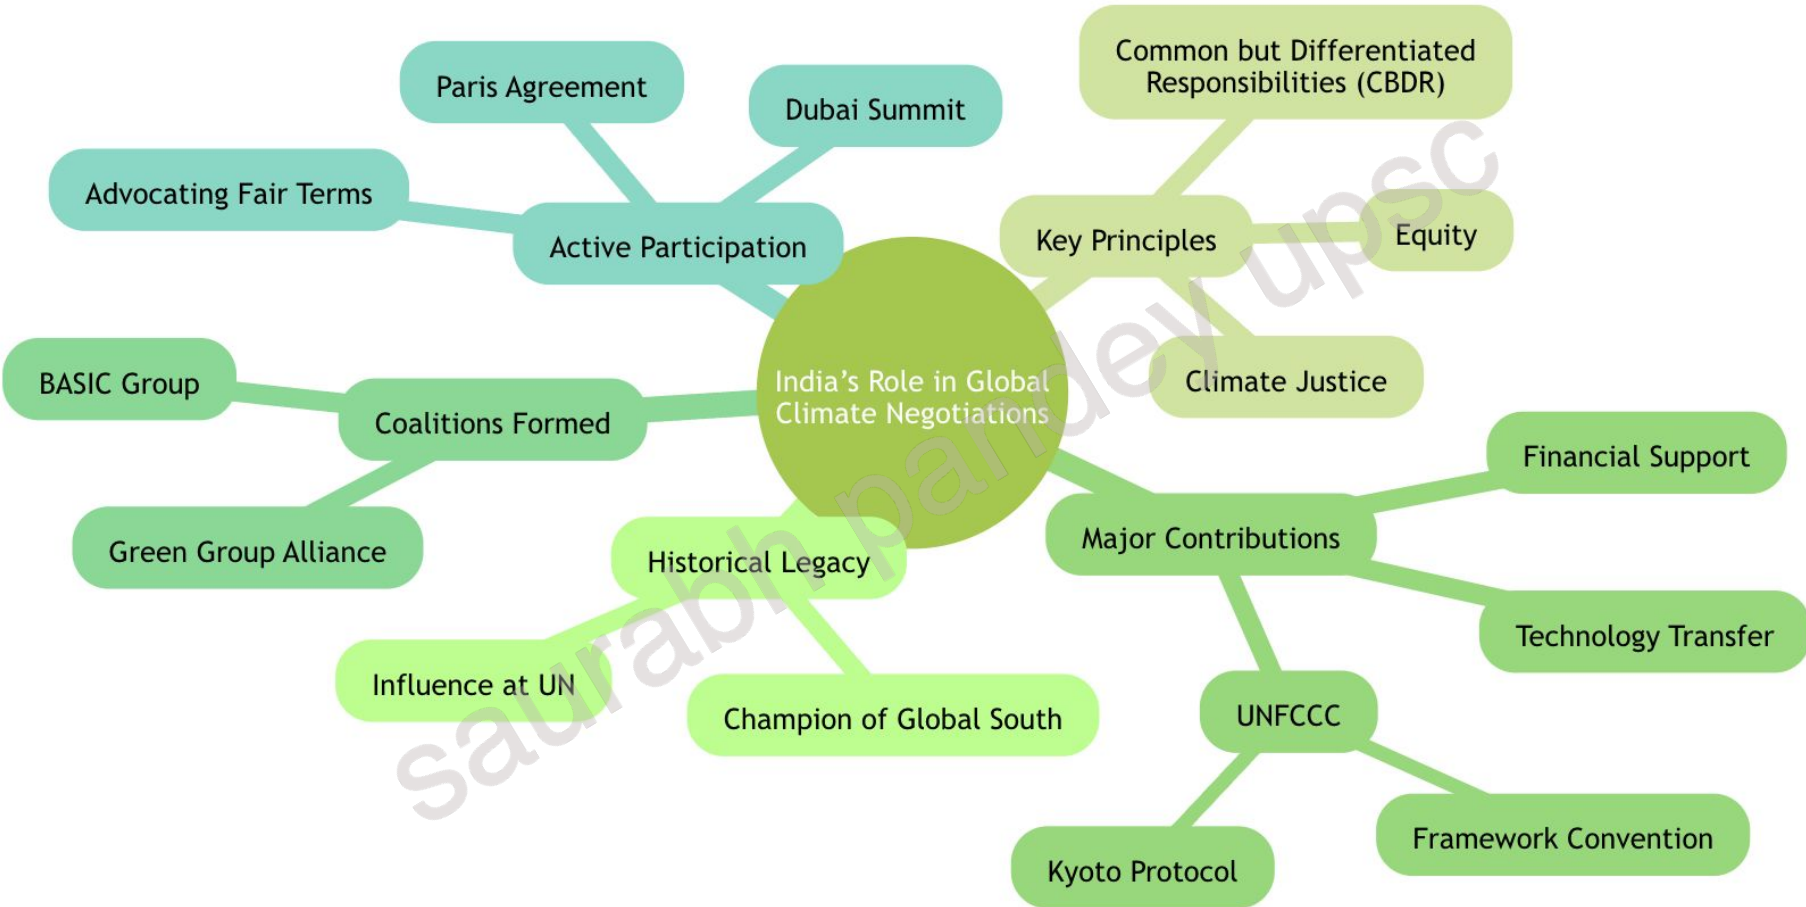 India’s Role in Global
Climate Negotiations
Active Participation
Paris Agreement
Dubai Summit
Advocating Fair Terms
Key Principles
Common but Differentiated
Responsibilities (CBDR)
Equity
Climate Justice
Coalitions Formed
BASIC Group
Green Group Alliance
Historical Legacy
Influence at UN
Champion of Global South
Major Contributions
Financial Support
Technology Transfer
UNFCCC
Kyoto Protocol
Framework Convention
saurabh pandey upsc